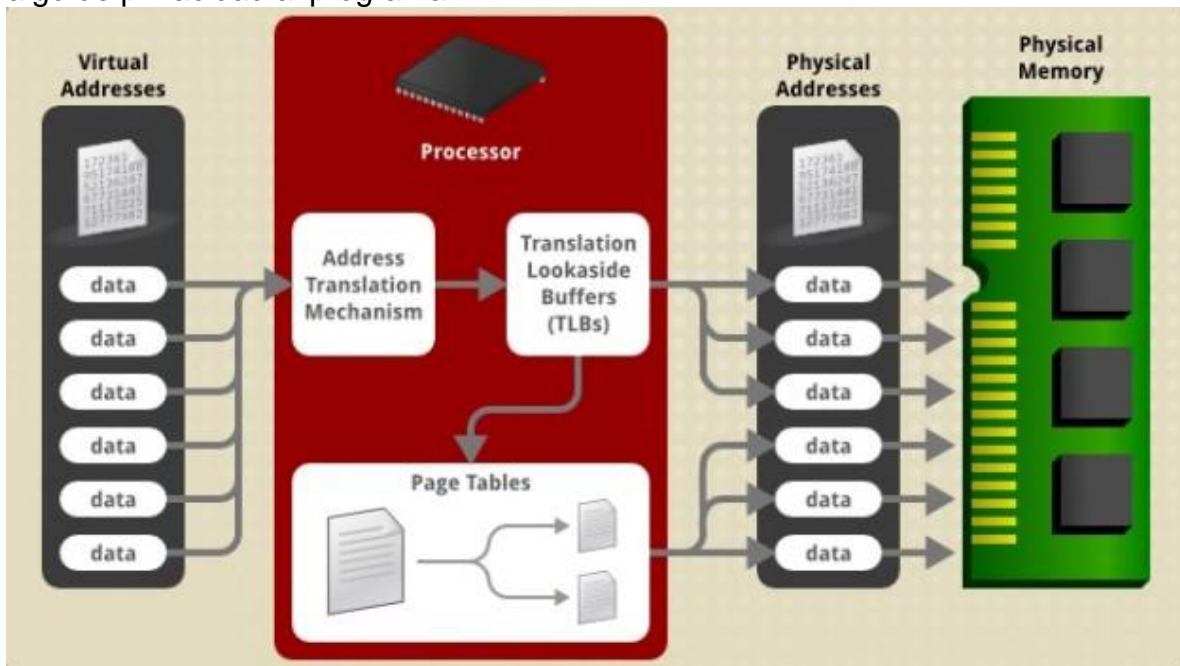 Virtual
Addresses
data
data
data
data
data
data
Processor
Address
Translation
Mechanism
Translation
Lookaside
Buffers
(TLBs)
Page Tables
Physical
Addresses
data
data
data
data
data
data
Physical
Memory